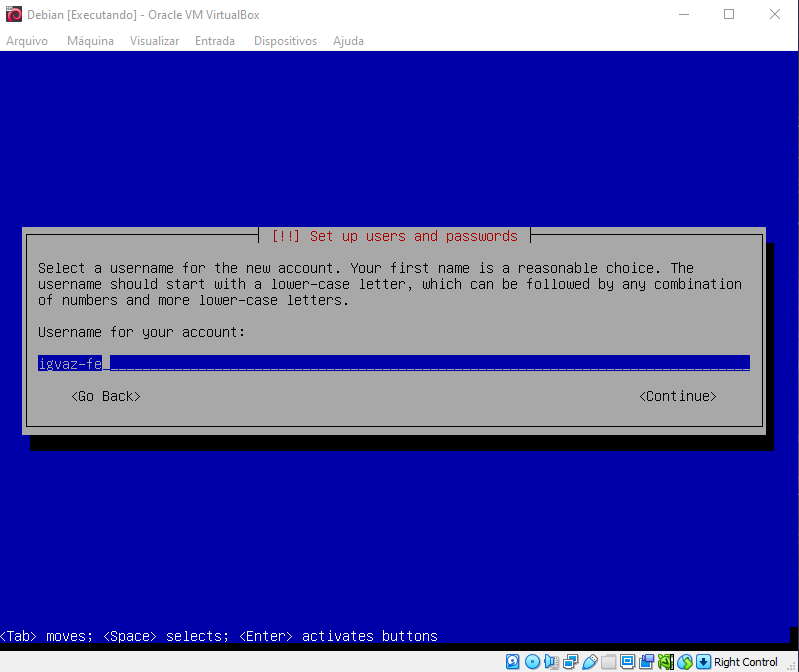 Debian [Executando] - Oracle VM VirtualBox
Arquivo Máquina Visualizar Entrada Dispositivos Ajuda
[!!] Set up users and passwords
Select a username for the new account. Your first name is a reasonable choice. The
username should start with a lower-case letter, which can be followed by any combination
of numbers and more lower-case letters.
Username for your account:
igvaz-fe
<Go Back> <Continue>
<Tab> moves; <Space> selects; <Enter> activates buttons
Right Control